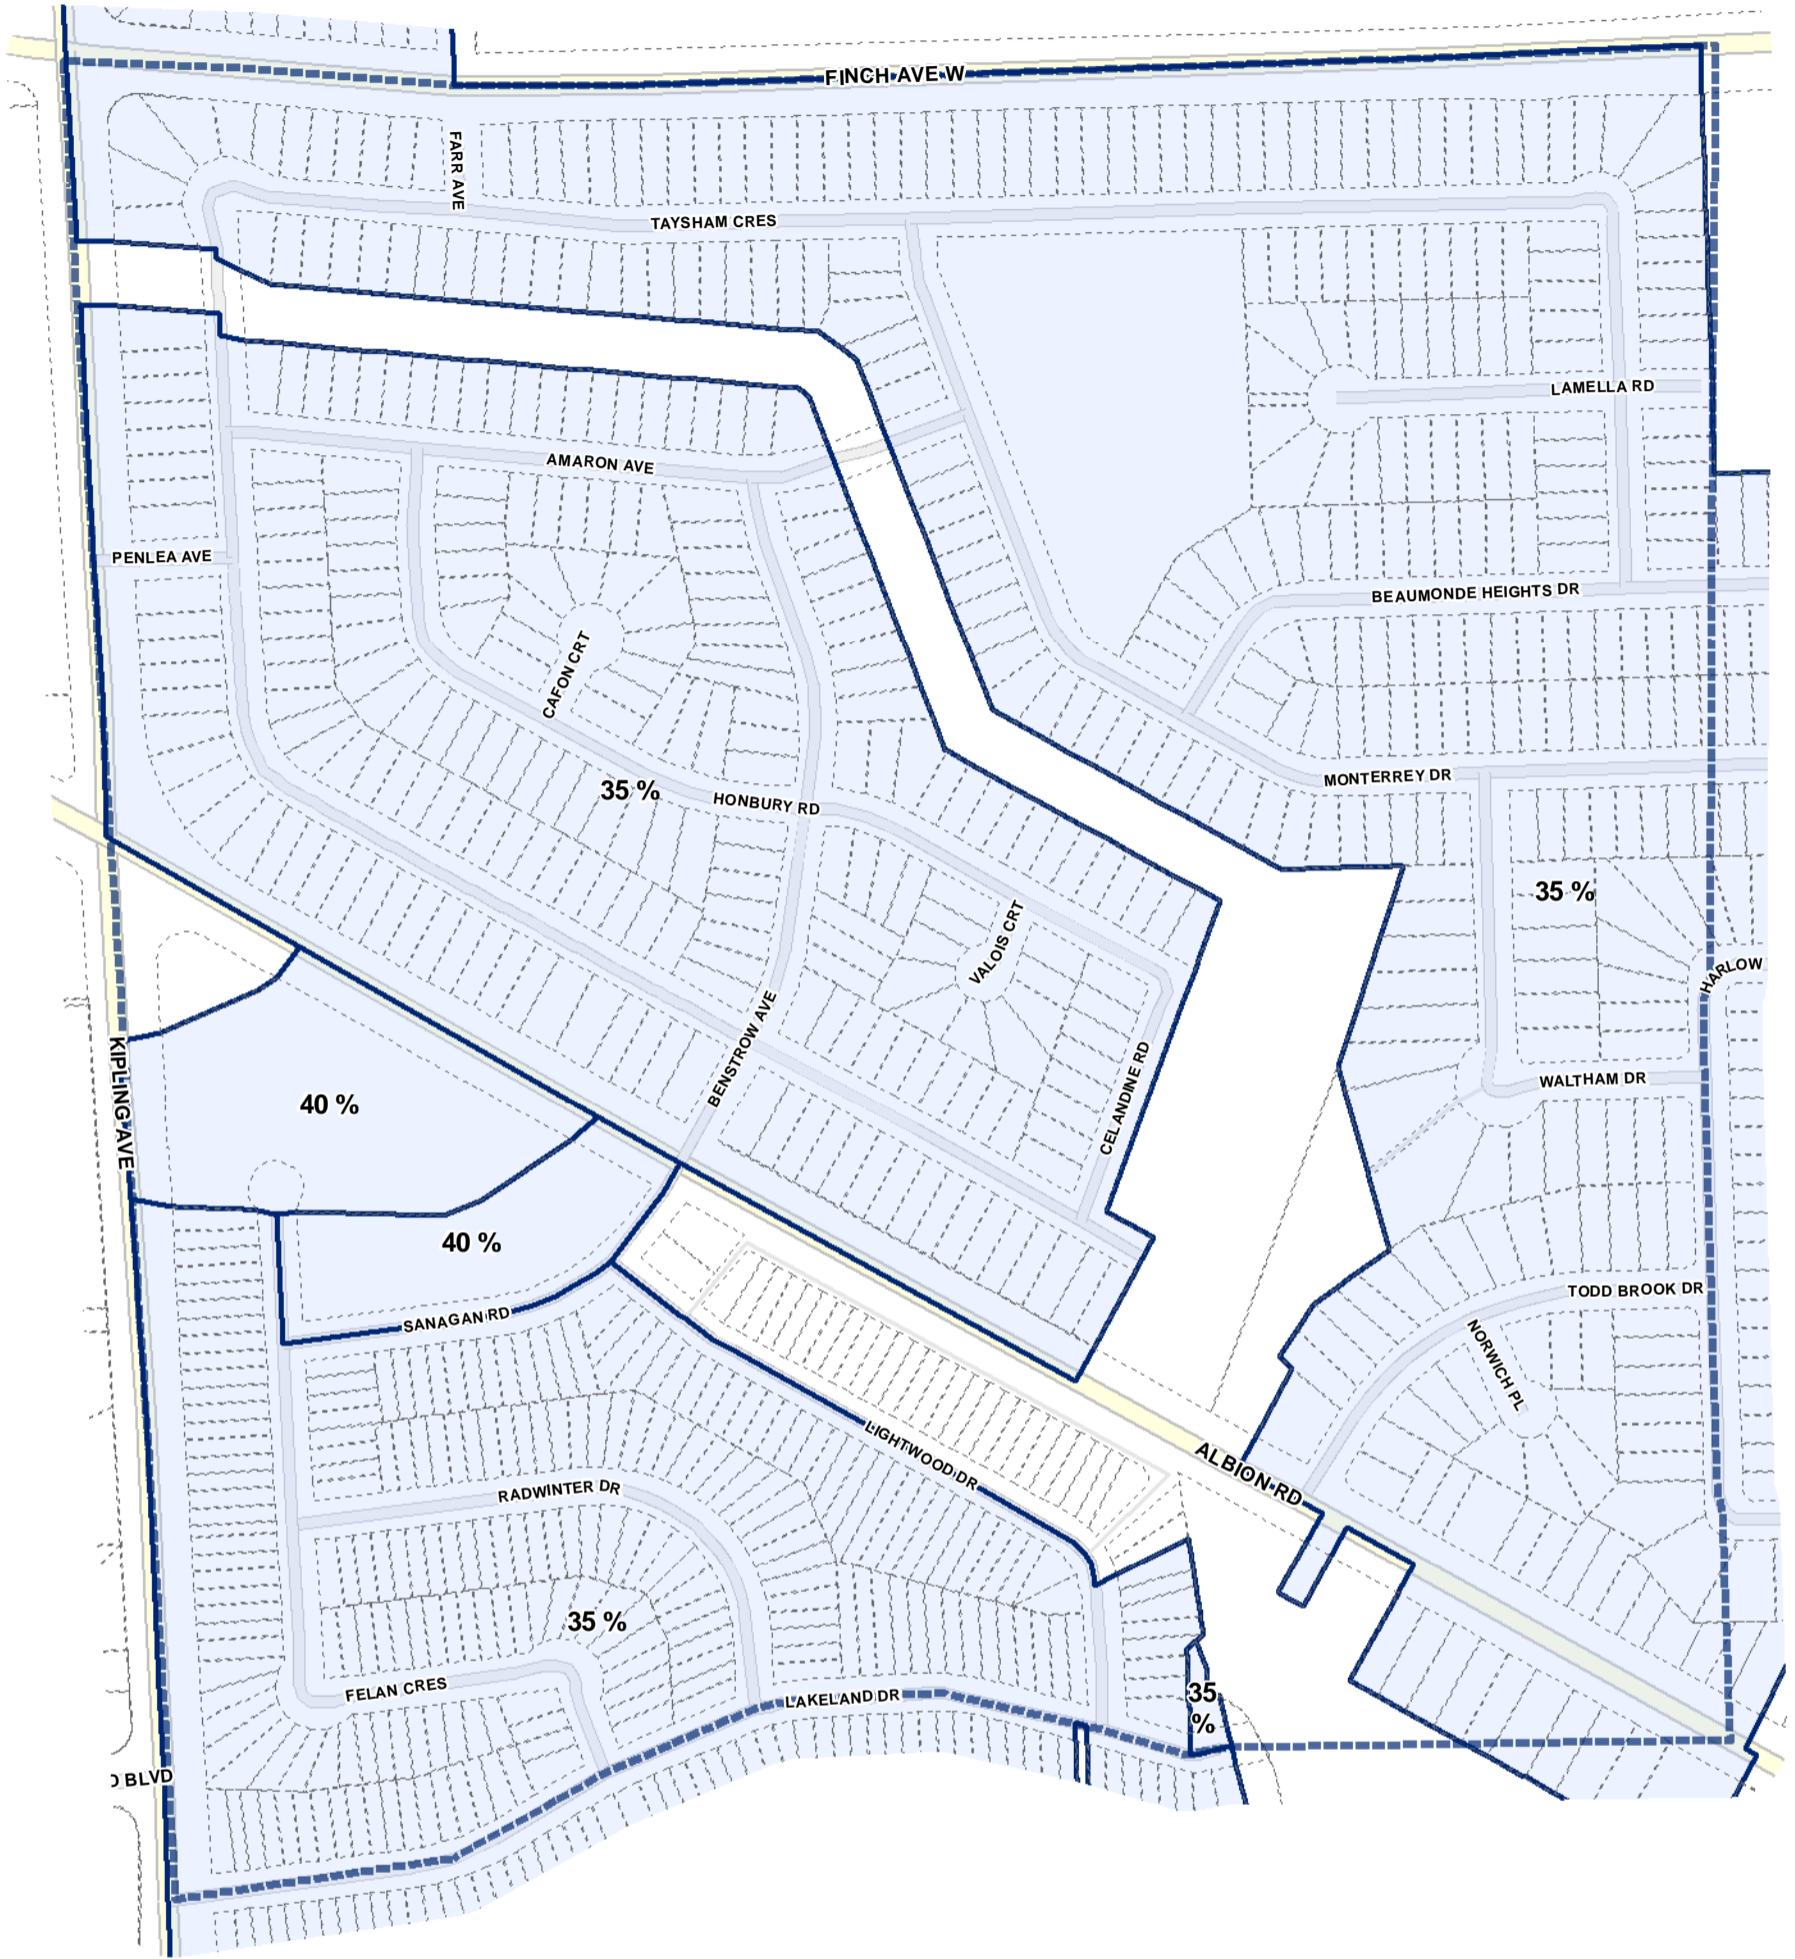 FINCH AVE W
FARR AVE
TAYSHAM CRES
LAMELLA RD
AMARON AVE
PENLEA AVE
BEAUMONDE HEIGHTS DR
CAFON CRT
MONTERREY DR
35 %
HONBURY RD
35 %
VALOIS CRT
HARLOW
BENSTROW AVE
KIPLING AVE
CELANDINE RD
WALTHAM DR
40 %
40 %
TODD BROOK DR
SANAGAN RD
NORWICH PL
LIGHTWOOD DR
ALBION RD
RADWINTER DR
35 %
FELAN CRES
LAKELAND DR
35
%
D BLVD